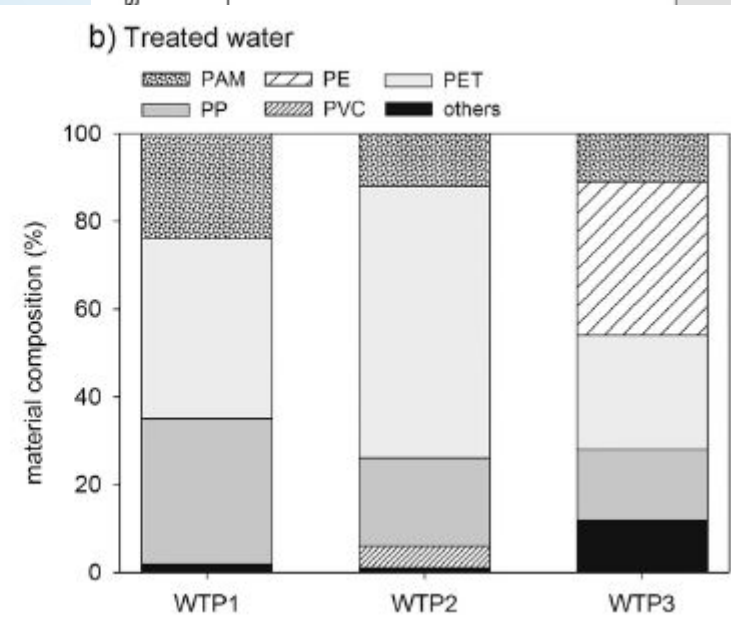 b) Treated water
PAM PE PET
PP PVC others
100
80
60
40
20
0
material composition (%)
WTP1 WTP2 WTP3